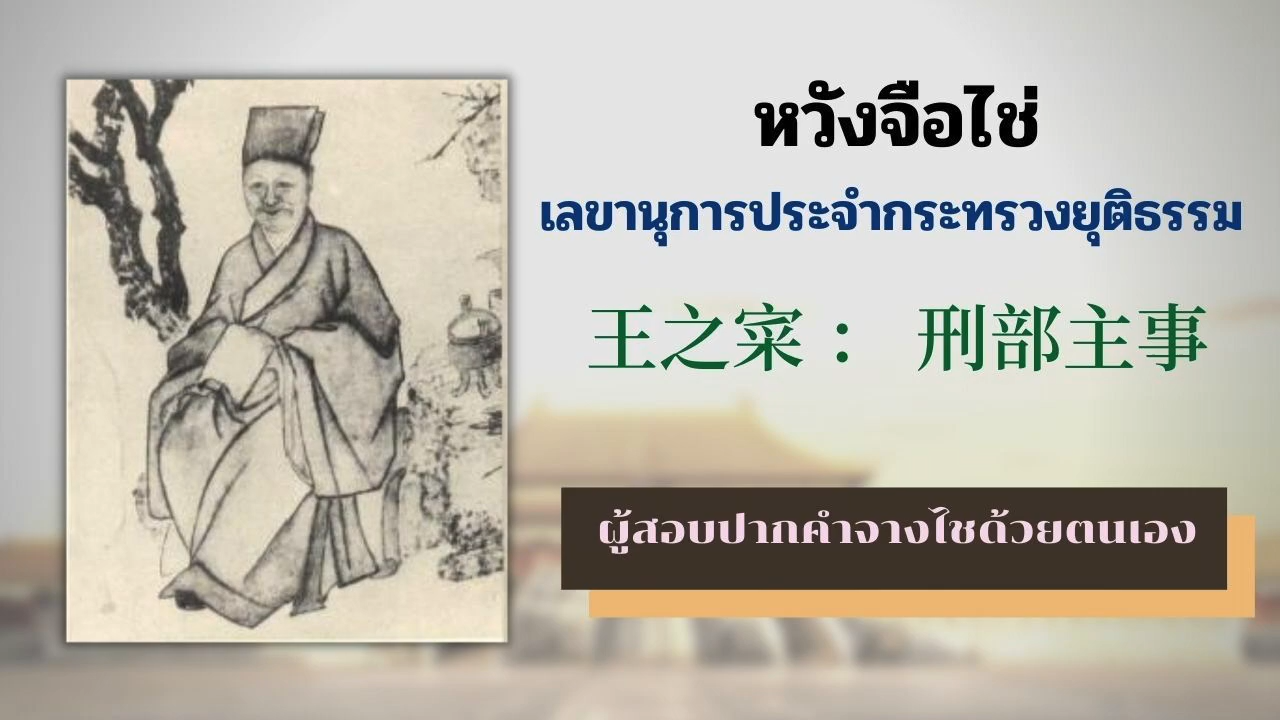 หวังจือไช่
เลขานุการประจำกระทรวงยุติธรรม
王之寀： 刑部主事
ผู้สอบปากคำจางไชด้วยตนเอง